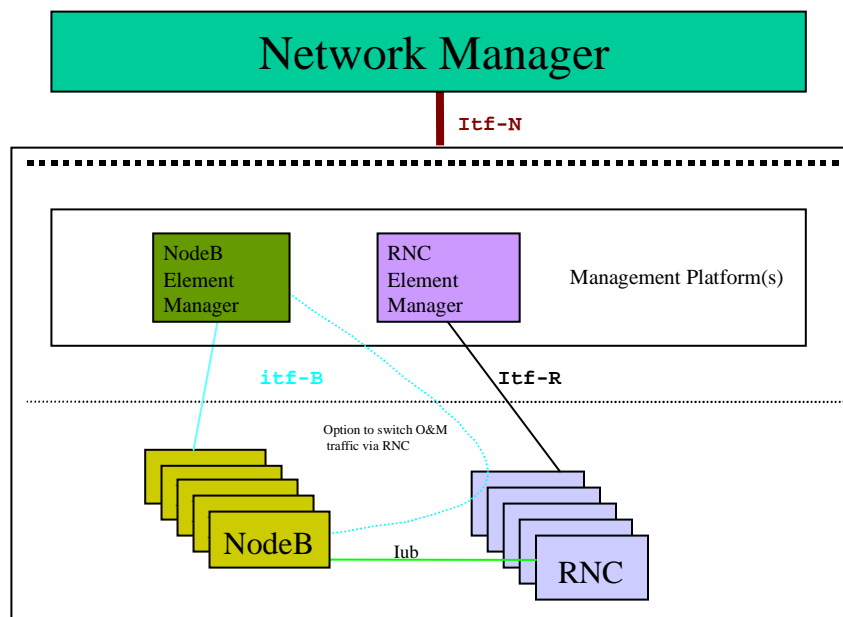 Network Manager
Itf-N
NodeB
Element
Manager
RNC
Element
Manager
Management Platform(s)
itf-B
Itf-R
Option to switch O&M
traffic via RNC
NodeB
Iub
RNC